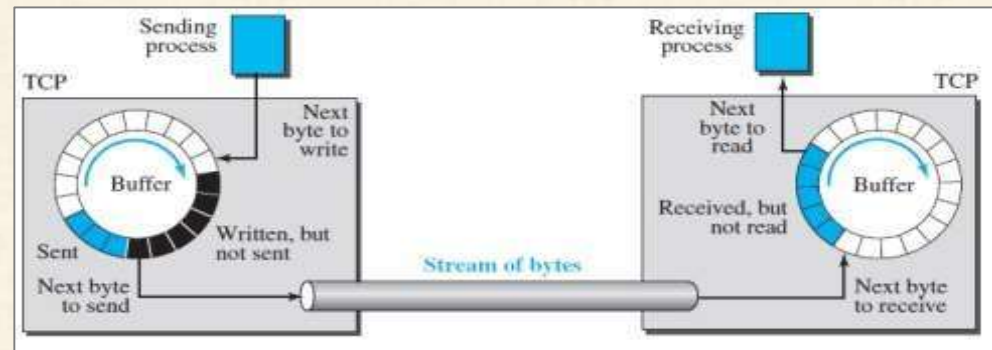 Sending
process
TCP
Next
byte to
write
Buffer
Written, but
not sent
Sent
Next byte
to send
Stream of bytes
Receiving
process
TCP
Next
byte to
read
Buffer
Received, but
not read
Next byte
to receive